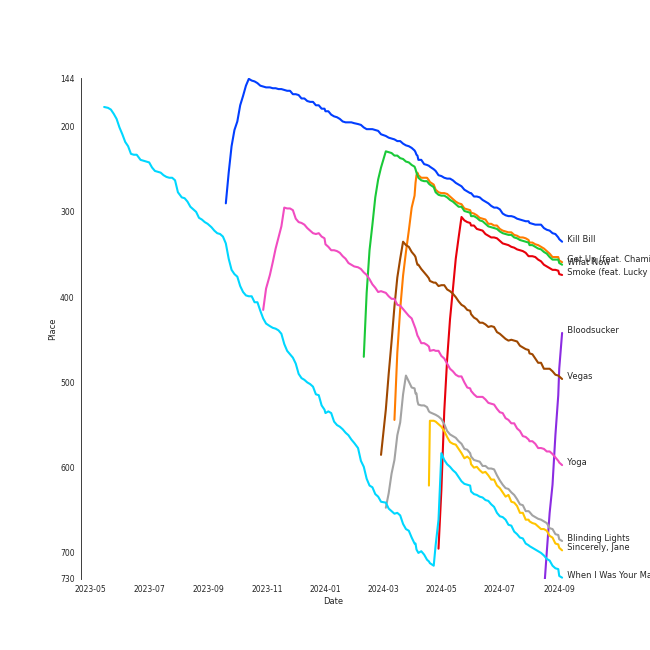 144
200
300
400
500
600
700
730
Place
2023-05
2023-07
2023-09
2023-11
2024-01
2024-03
2024-05
2024-07
2024-09
Date
Kill Bill
Get Up (feat. Chami
What Now
Smoke (feat. Lucky
Bloodsucker
Vegas
Yoga
Blinding Lights
Sincerely, Jane
When I Was Your Ma